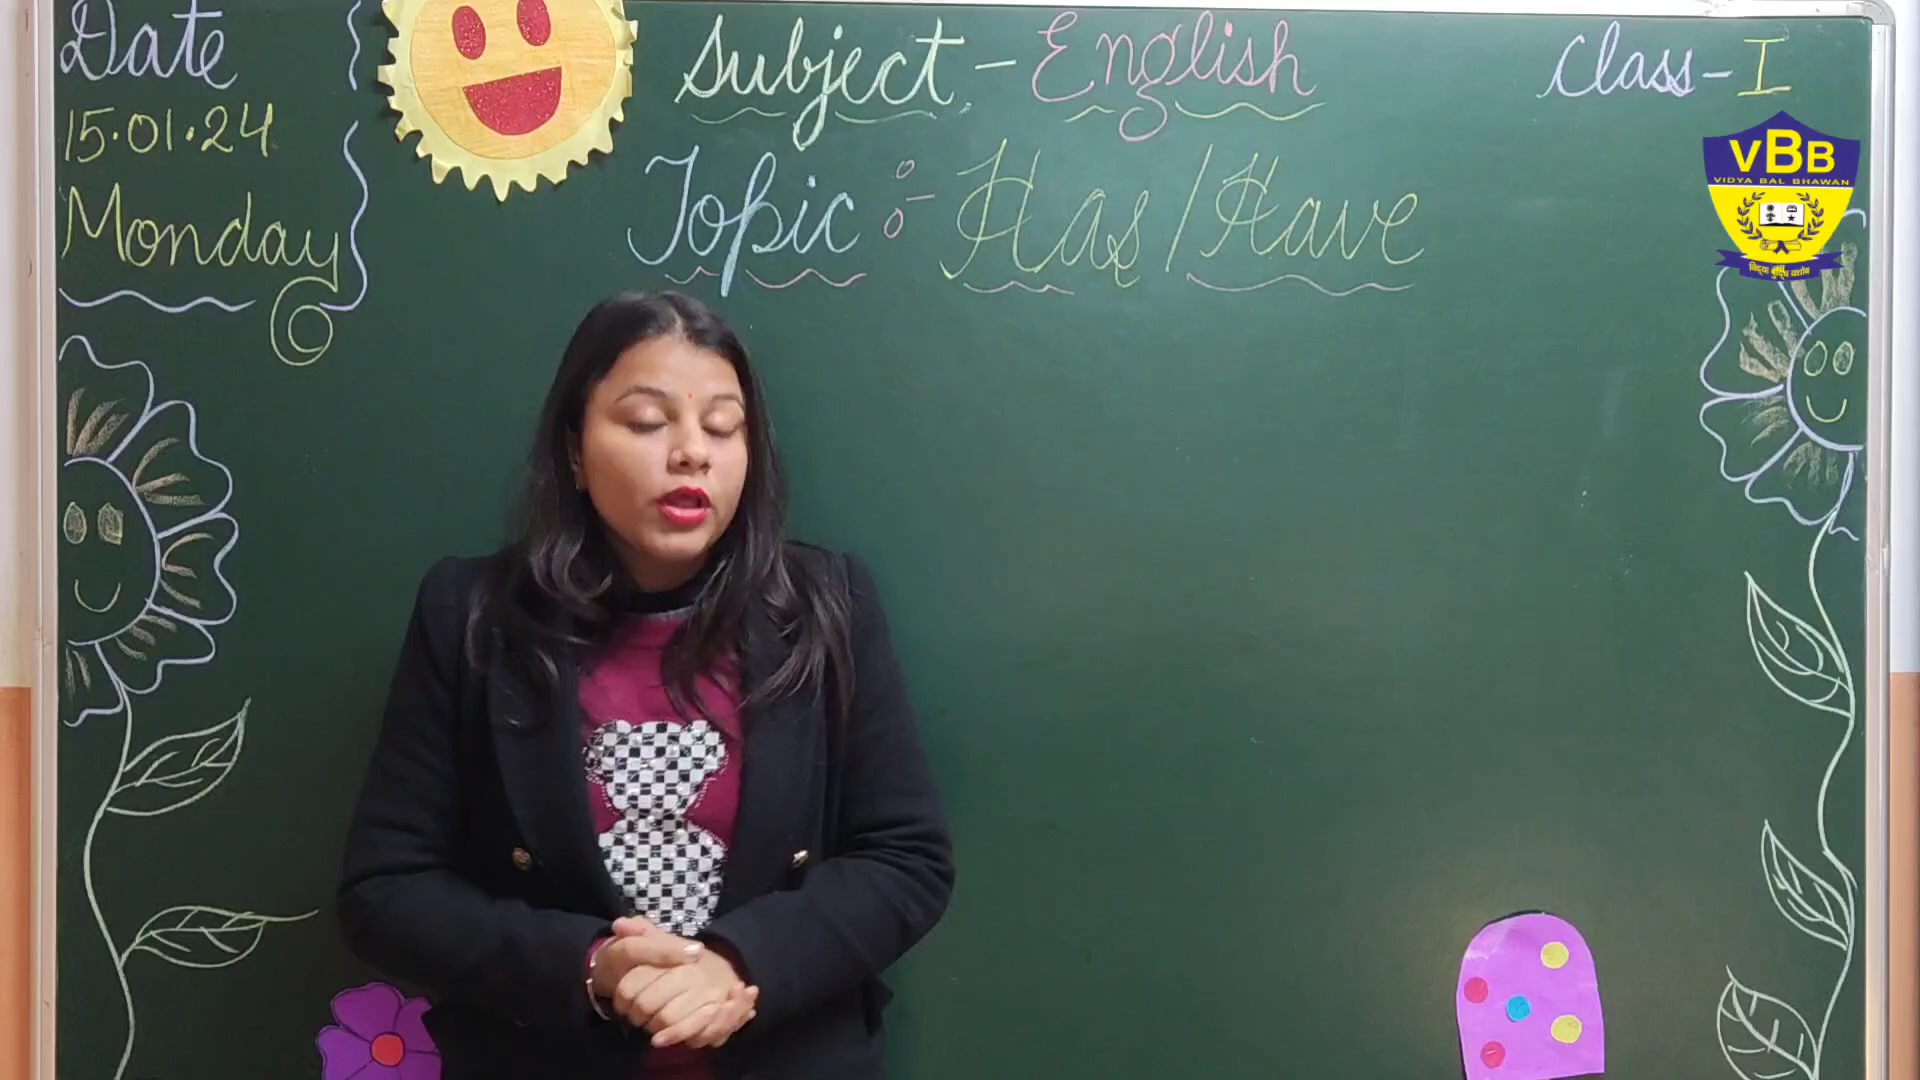 Date
15.01.24
Monday
Subject - English
Topic :- Has/Have
Class - I
VBB
VIDYA BAL BHAWAN